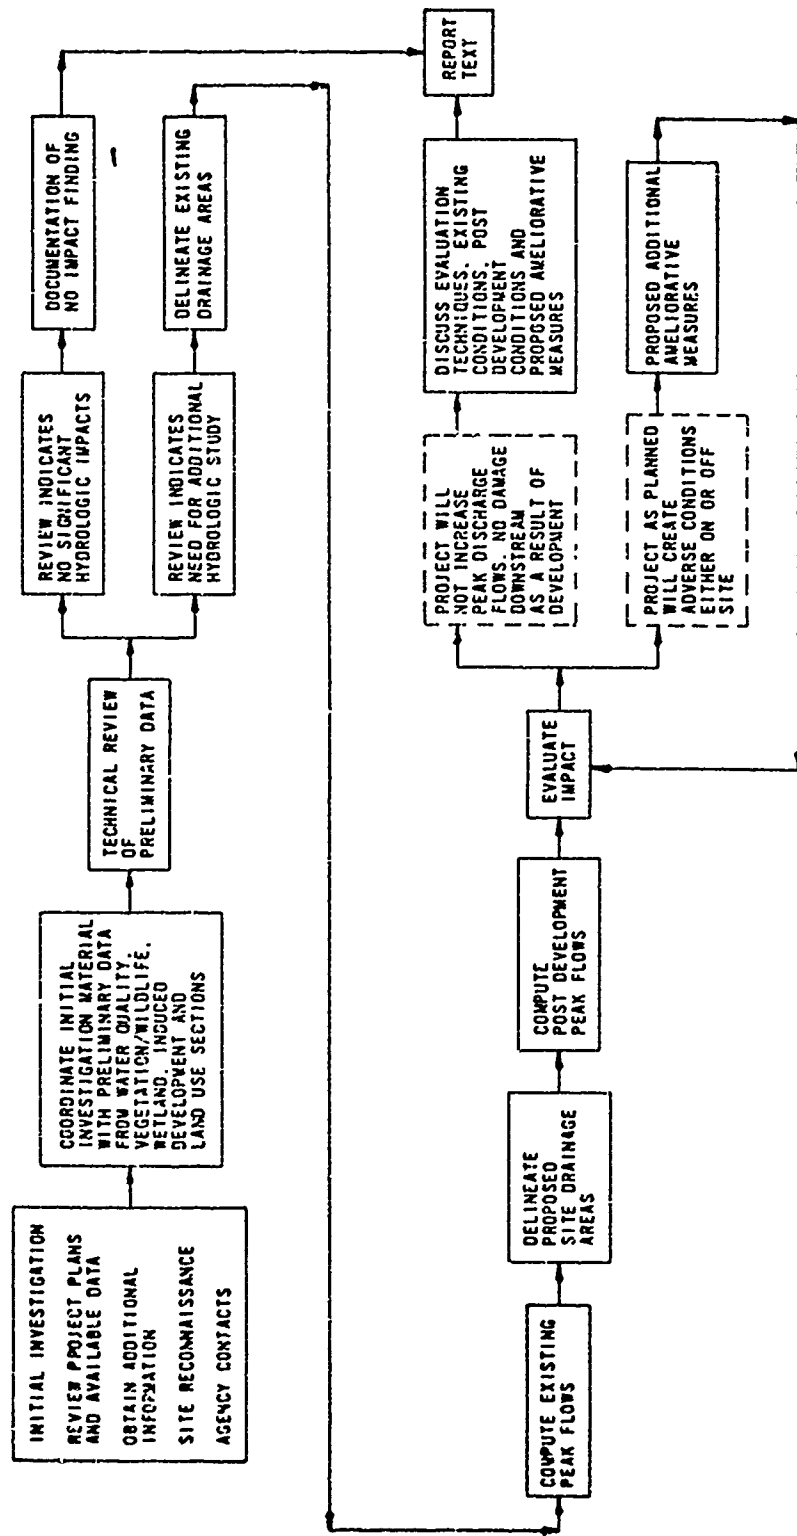 INITIAL INVESTIGATION
REVIEW PROJECT PLANS
AND AVAILABLE DATA
OBTAIN ADDITIONAL
INFORMATION
SITE RECONNAISSANCE
AGENCY CONTACTS
COORDINATE INITIAL
INVESTIGATION MATERIAL
WITH PRELIMINARY DATA
FROM WATER QUALITY,
VEGETATION/WILDLIFE,
WETLAND, INDUCED
DEVELOPMENT AND
LAND USE SECTIONS
TECHNICAL REVIEW
OF
PRELIMINARY DATA
REVIEW INDICATES
NO SIGNIFICANT
HYDROLOGIC IMPACTS
DOCUMENTATION OF
NO IMPACT FINDING
REVIEW INDICATES
NEED FOR ADDITIONAL
HYDROLOGIC STUDY
DELINEATE EXISTING
DRAINAGE AREAS
COMPUTE EXISTING
PEAK FLOWS
DELINEATE
PROPOSED
SITE DRAINAGE
AREAS
COMPUTE
POST DEVELOPMENT
PEAK FLOWS
EVALUATE
IMPACT
PROJECT WILL
NOT INCREASE
PEAK DISCHARGE
FLOWS. NO DAMAGE
DOWNSTREAM
AS A RESULT OF
DEVELOPMENT
DISCUSS EVALUATION
TECHNIQUES, EXISTING
CONDITIONS, POST
DEVELOPMENT
CONDITIONS AND
PROPOSED AMELIORATIVE
MEASURES
REPORT
TEXT
PROJECT AS PLANNED
WILL CREATE
ADVERSE CONDITIONS
EITHER ON OR OFF
SITE
PROPOSED ADDITIONAL
AMELIORATIVE
MEASURES